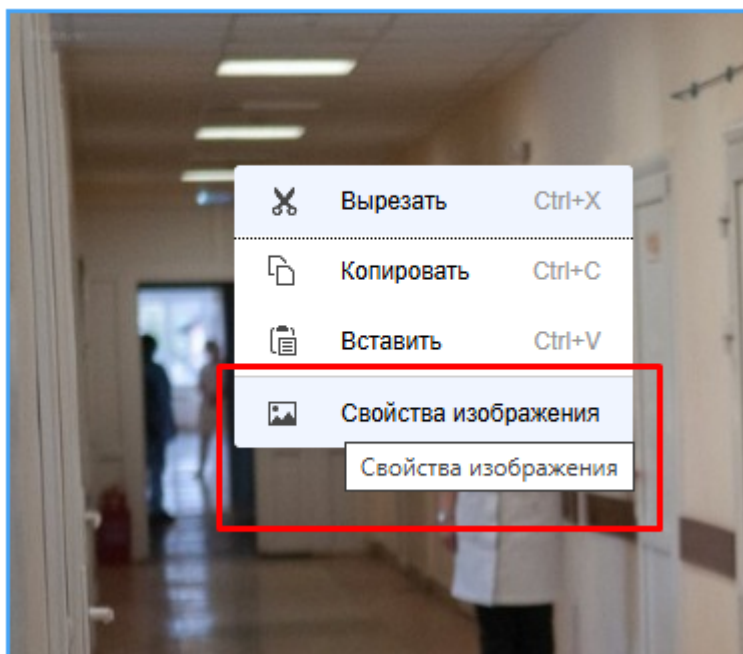 Вырезать Ctrl+X
Копировать Ctrl+C
Вставить Ctrl+V
Свойства изображения
Свойства изображения